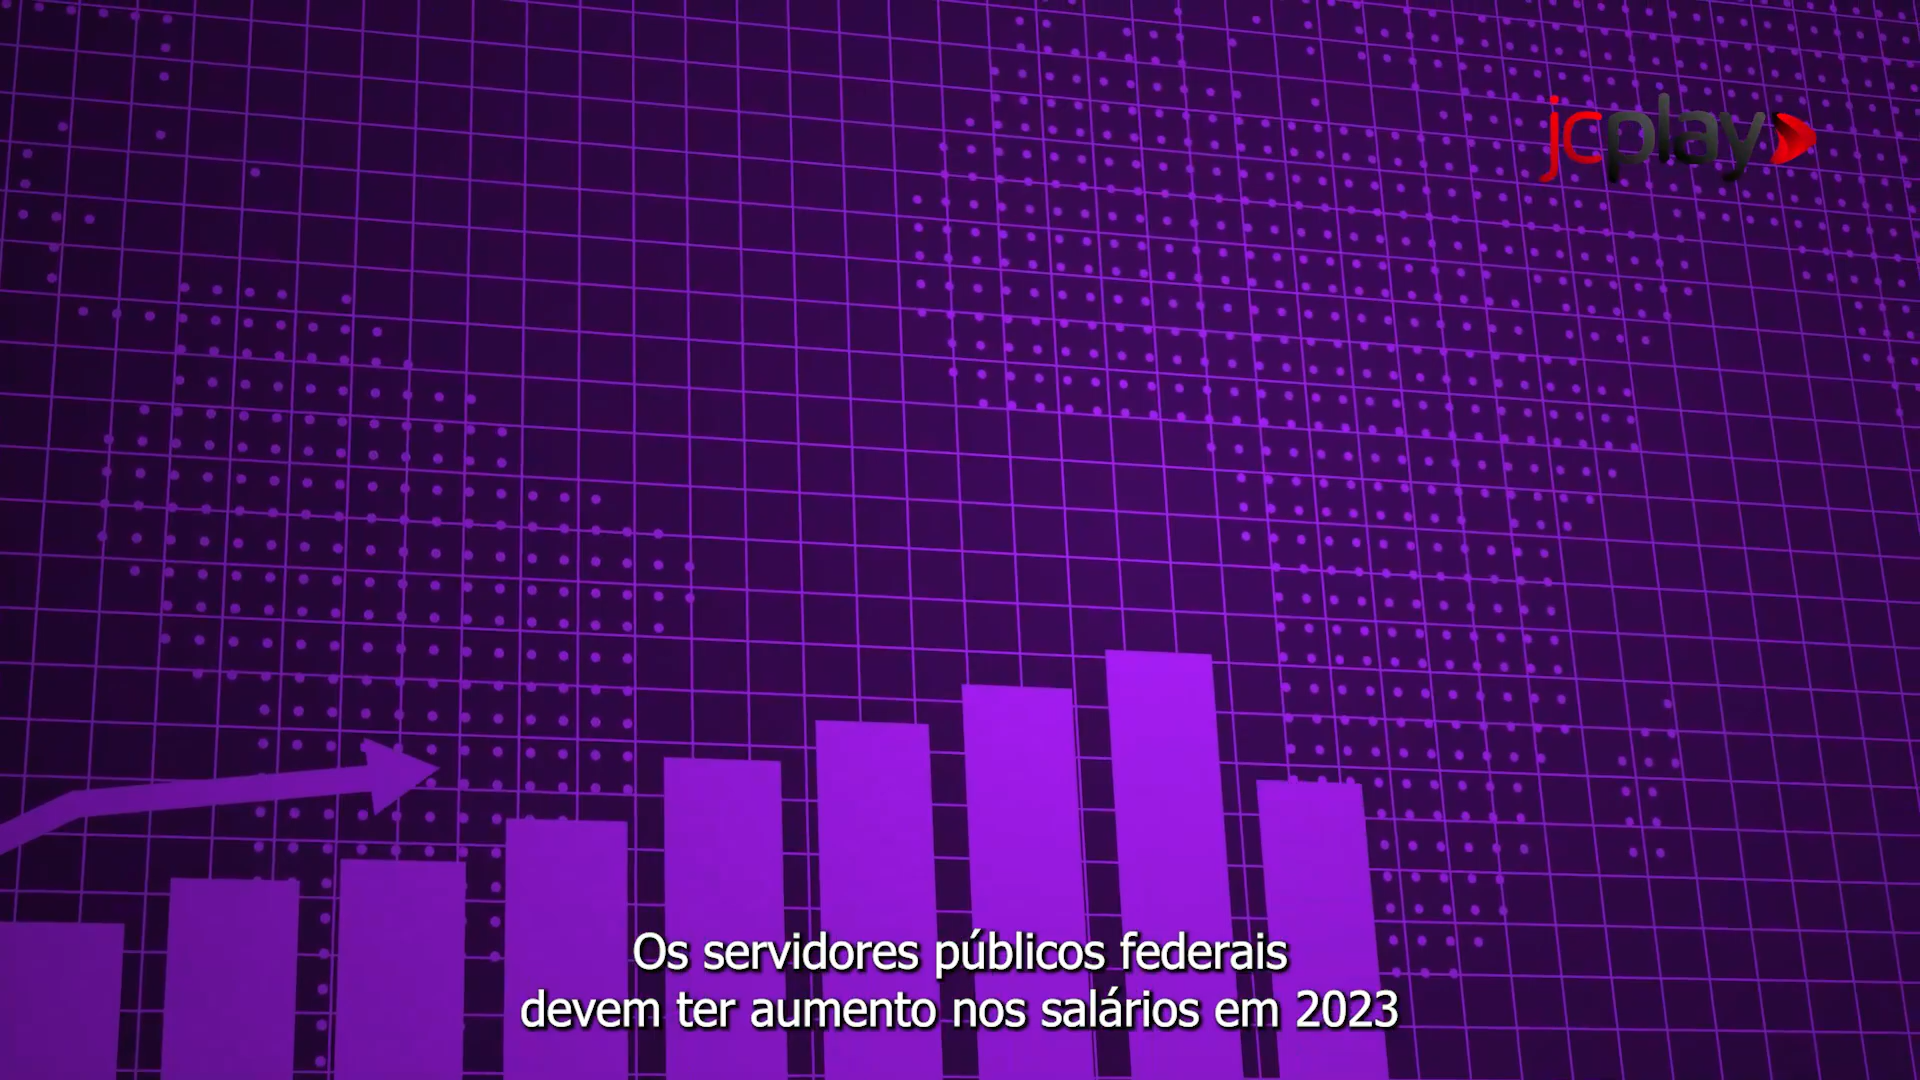 jcplay
Os servidores públicos federais
devem ter aumento nos salários em 2023